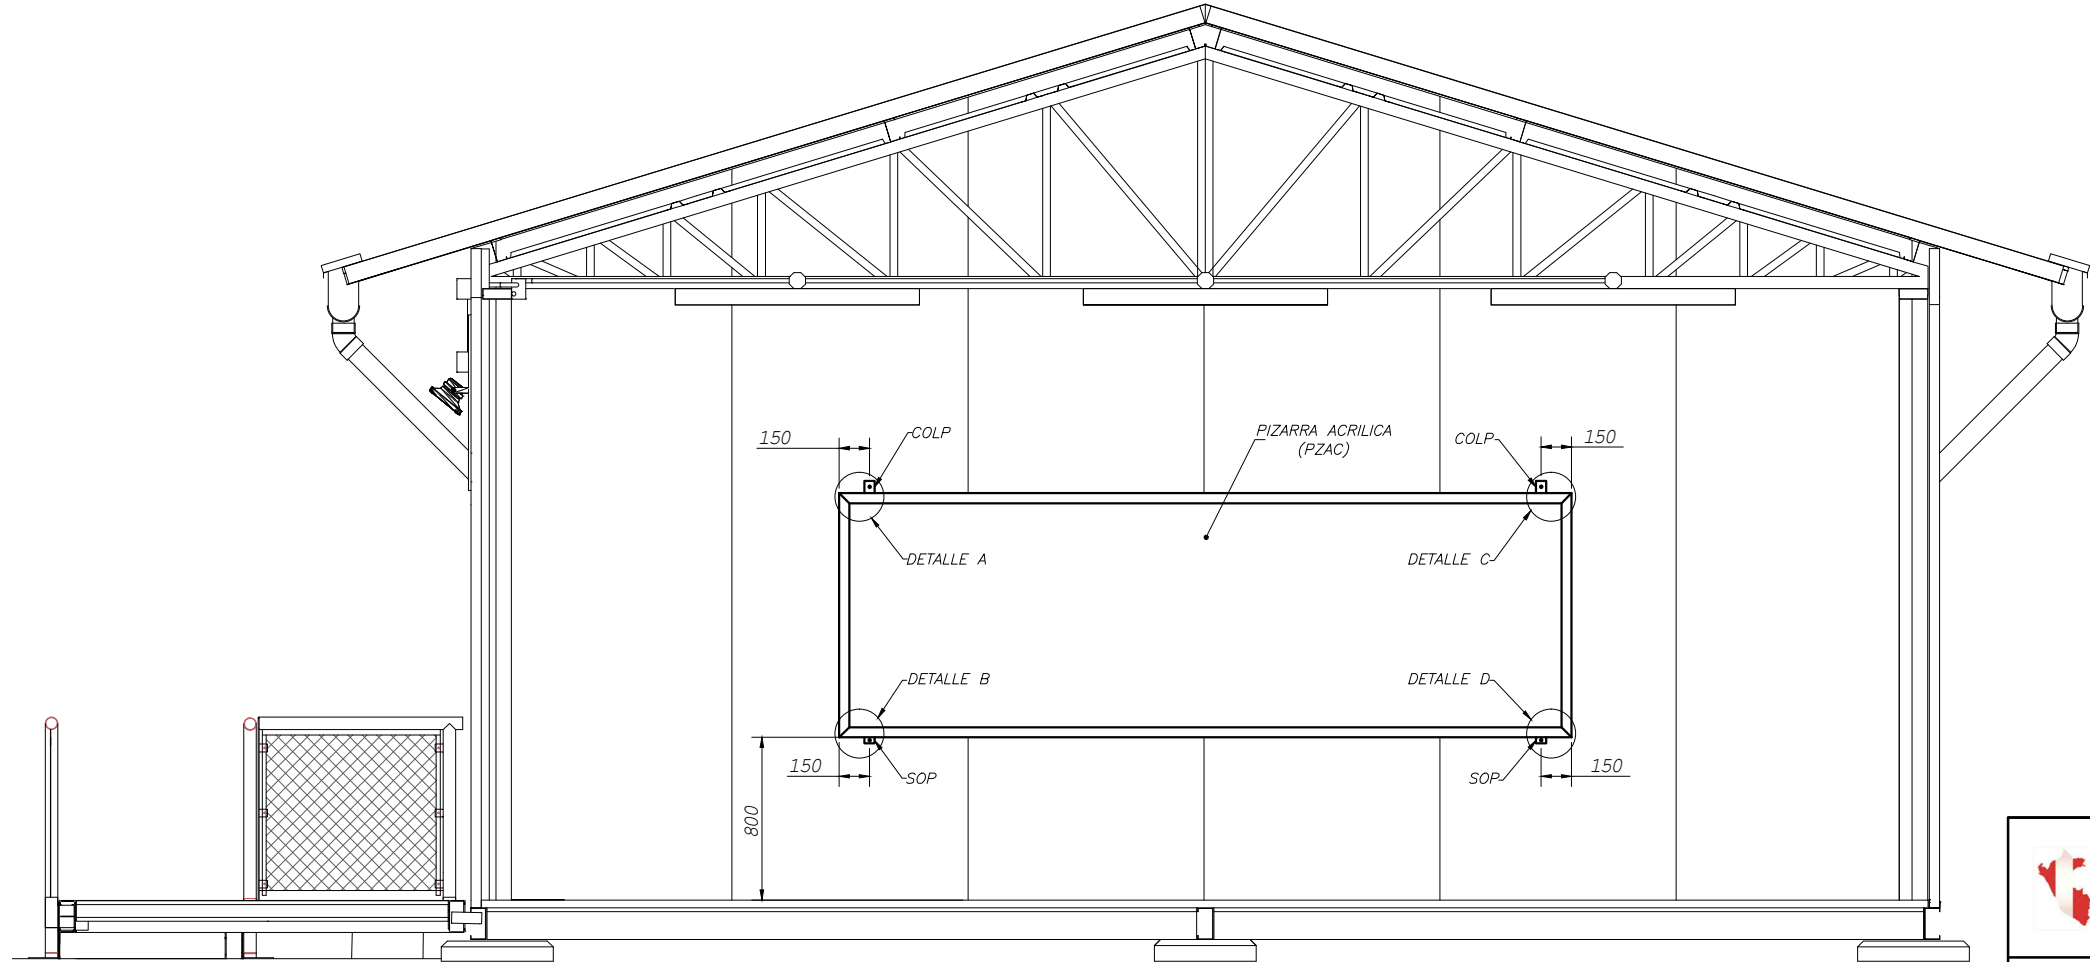 150
COLP
PIZARRA ACRILICA
(PZAC)
COLP
150
DETALLE A
DETALLE C
DETALLE B
DETALLE D
150
SOP
SOP
150
800